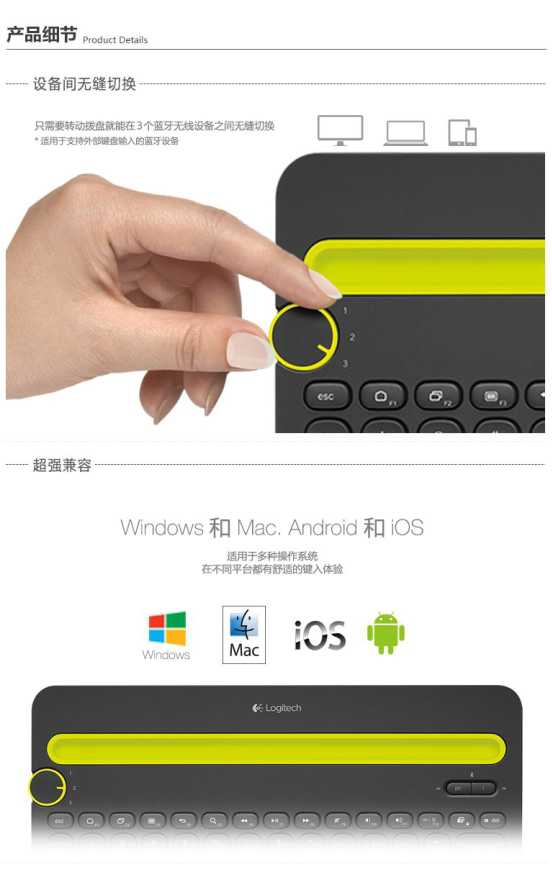 产品细节 Product Details
设备间无缝切换
只需要转动拨盘就能在3个蓝牙无线设备之间无缝切换
* 适用于支持外部键盘输入的蓝牙设备
1
2
3
esc F1 F2 F3
超强兼容
Windows 和 Mac. Android 和 iOS
适用于多种操作系统
在不同平台都有舒适的键入体验
Windows
Mac
iOS
Logitech
1
2
3
esc